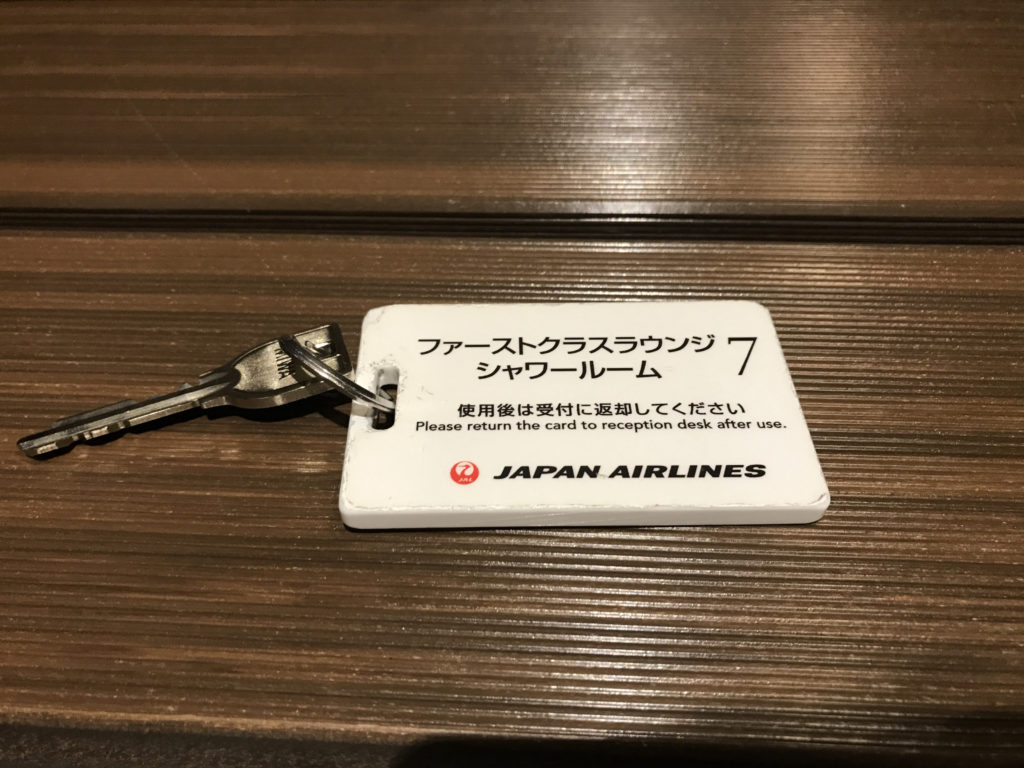 MIWA
ファーストクラスラウンジ 7
シャワールーム
使用後は受付に返却してください
Please return the card to reception desk after use.
JAL JAPAN AIRLINES